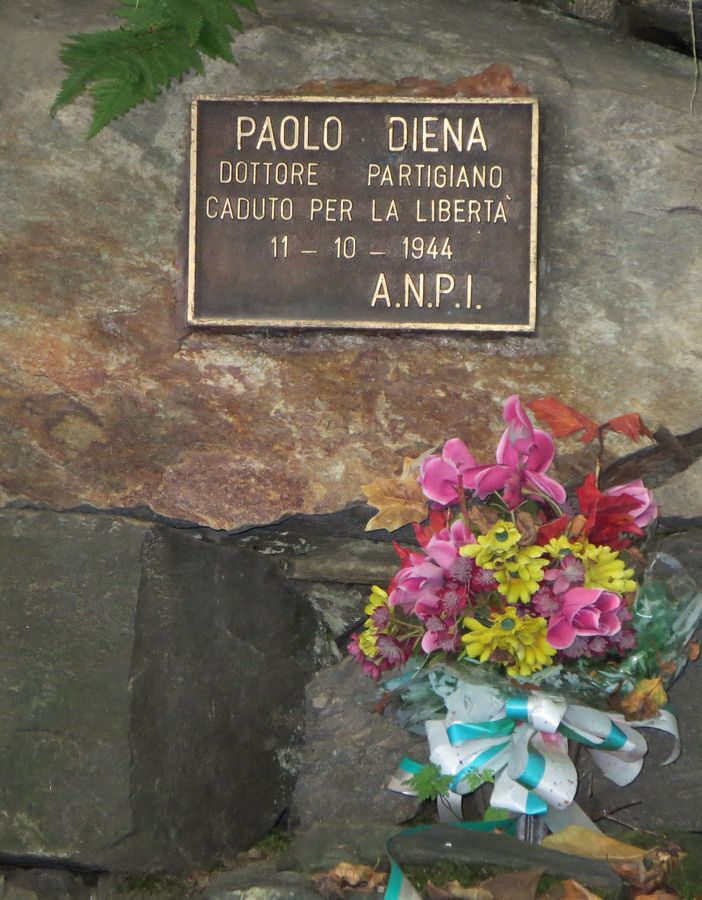 PAOLO DIENA
DOTTORE PARTIGIANO
CADUTO PER LA LIBERTÀ
11 – 10 – 1944
A.N.P.I.